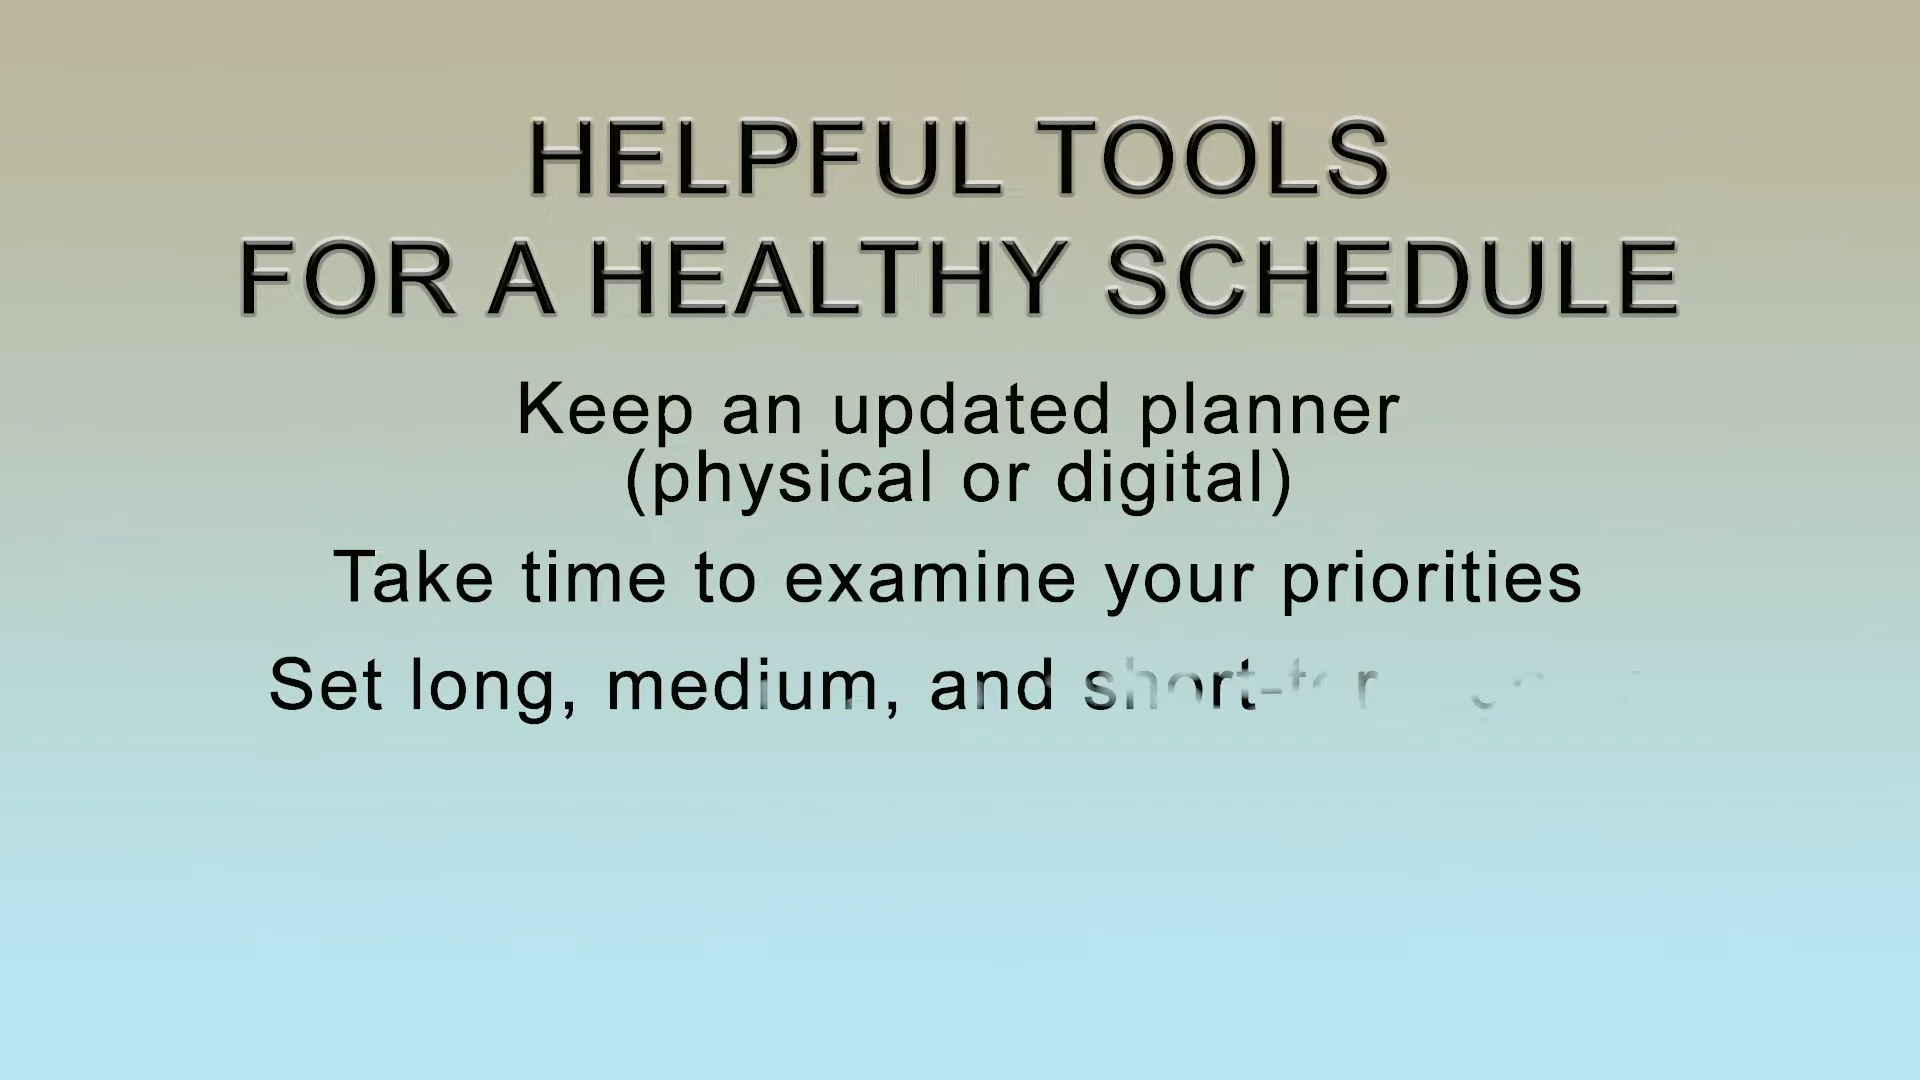 HELPFUL TOOLS
FOR A HEALTHY SCHEDULE
Keep an updated planner
(physical or digital)
Take time to examine your priorities
Set long, medium, and short-